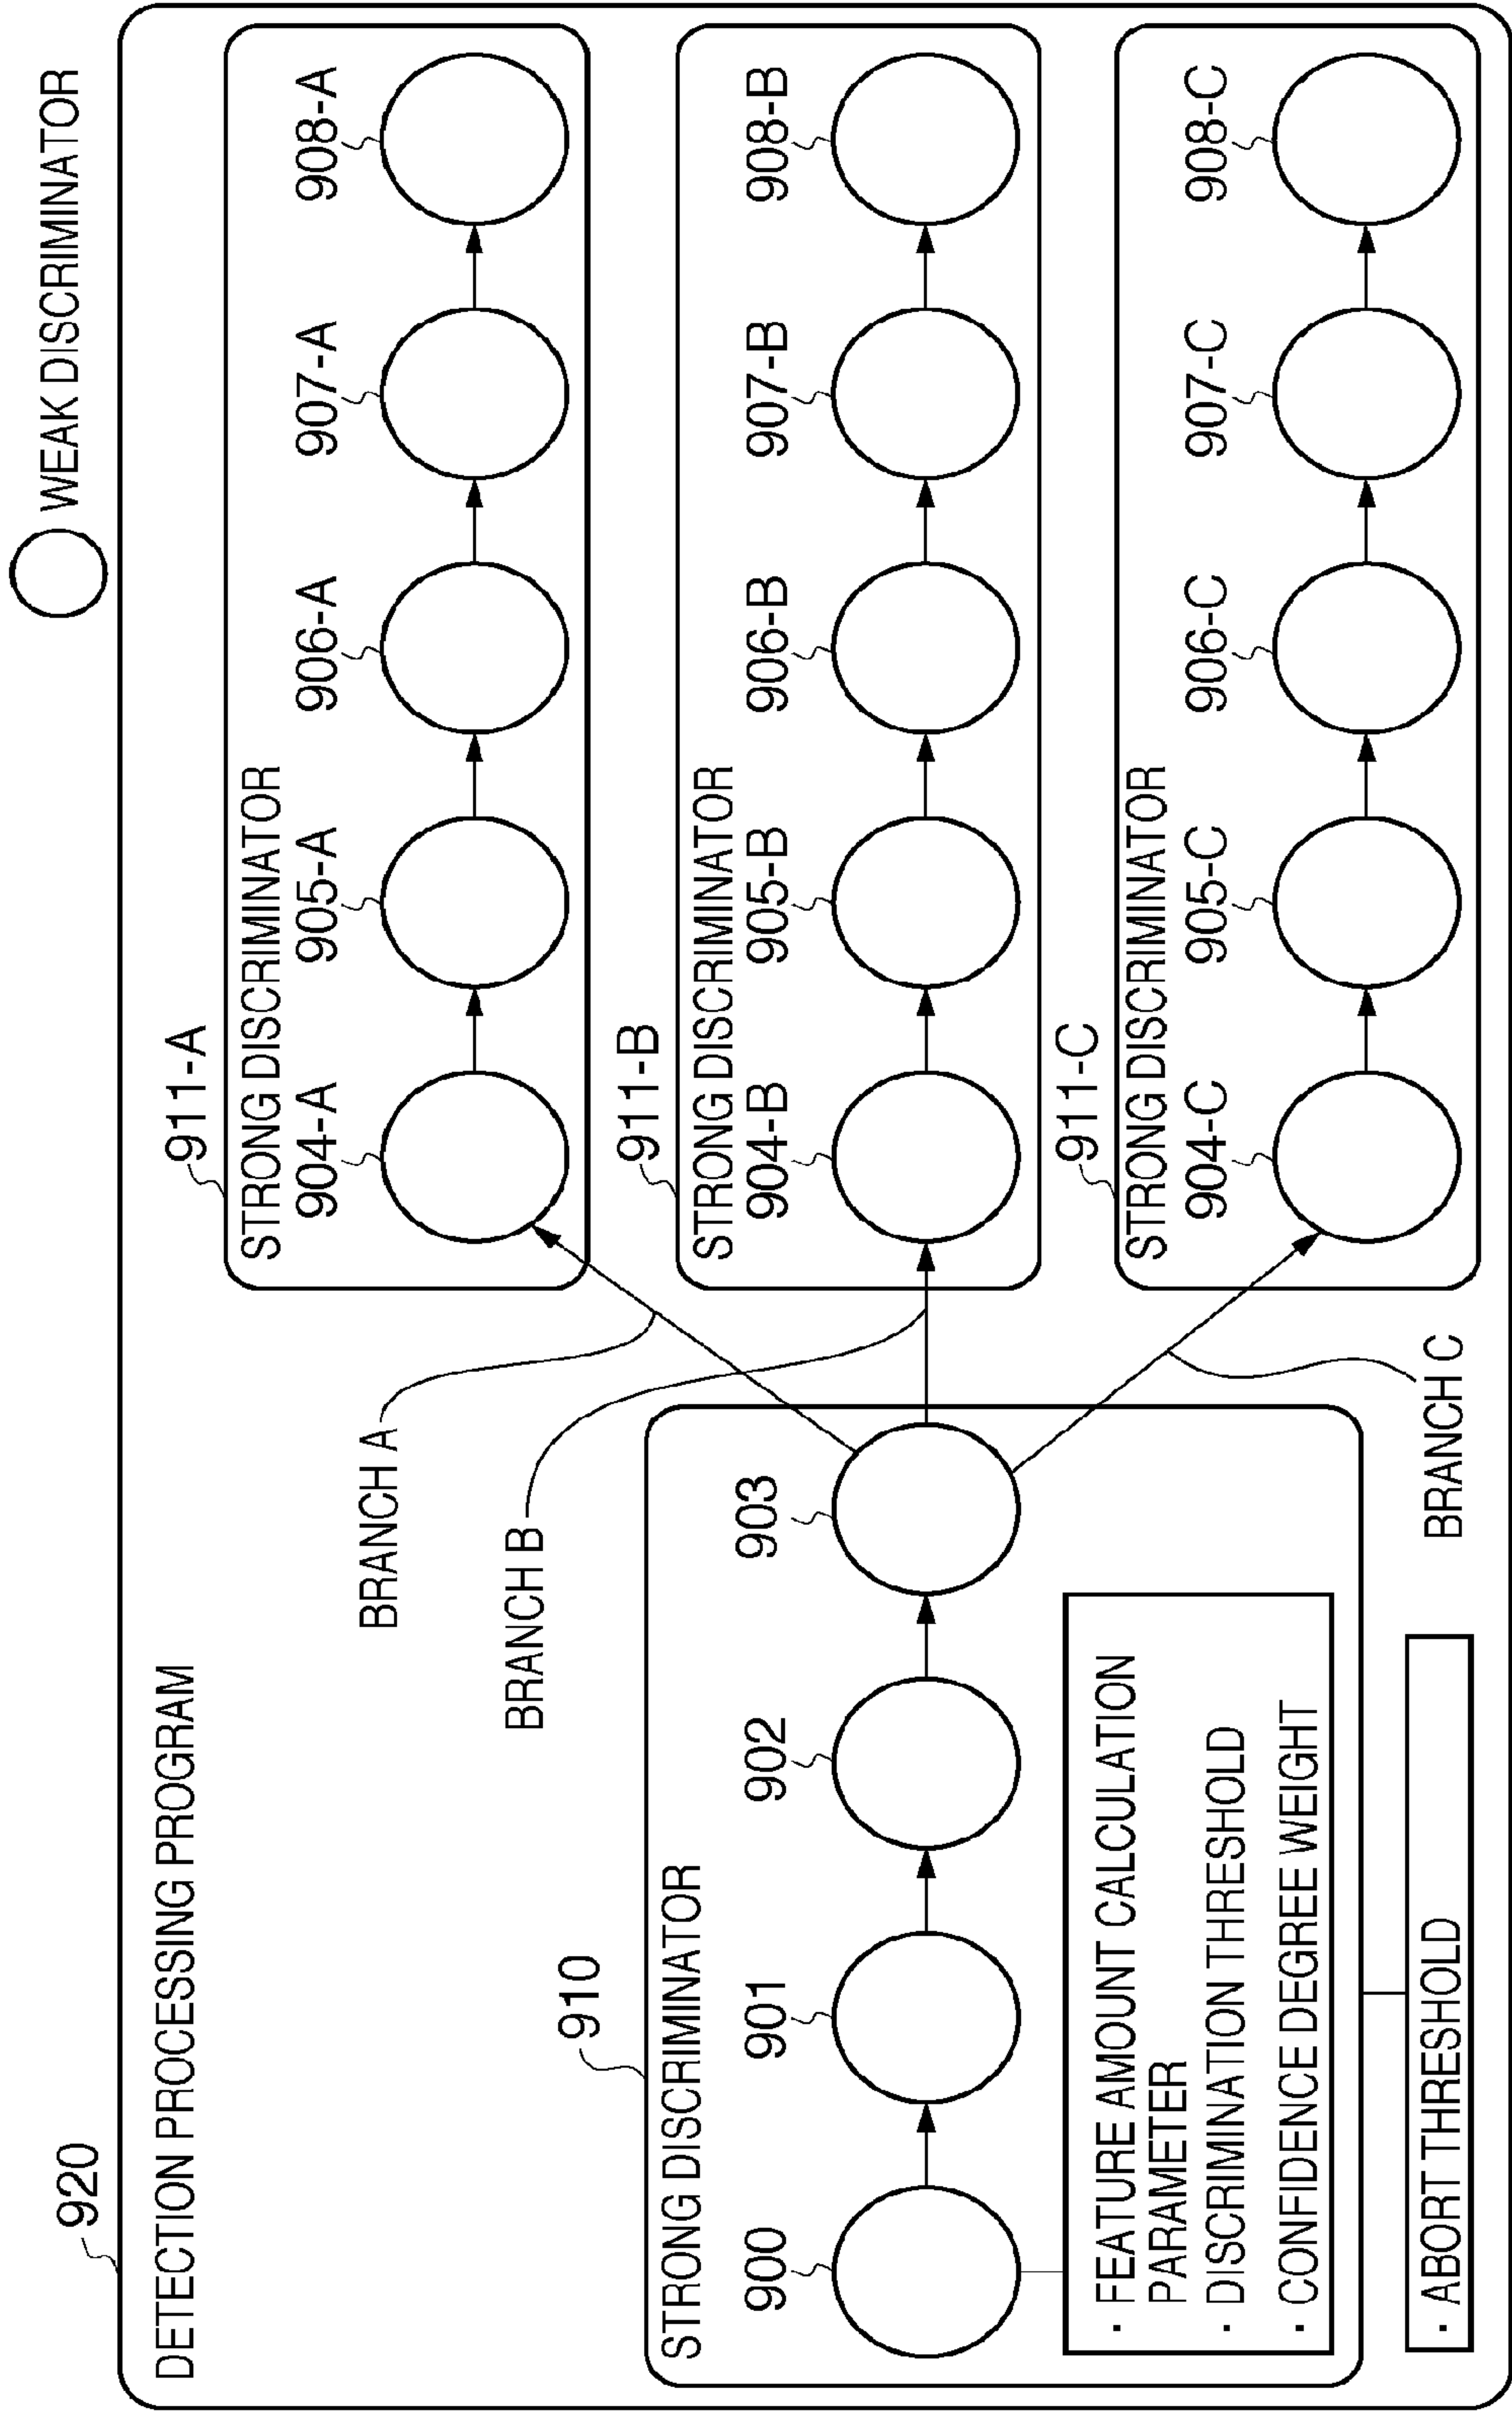 WEAK DISCRIMINATOR
920
DETECTION PROCESSING PROGRAM
911-A
STRONG DISCRIMINATOR
904-A
905-A
906-A
907-A
908-A
BRANCH A
BRANCH B
911-B
STRONG DISCRIMINATOR
904-B
905-B
906-B
907-B
908-B
910
STRONG DISCRIMINATOR
900
901
902
903
· FEATURE AMOUNT CALCULATION
PARAMETER
· DISCRIMINATION THRESHOLD
· CONFIDENCE DEGREE WEIGHT
911-C
STRONG DISCRIMINATOR
904-C
905-C
906-C
907-C
908-C
BRANCH C
· ABORT THRESHOLD